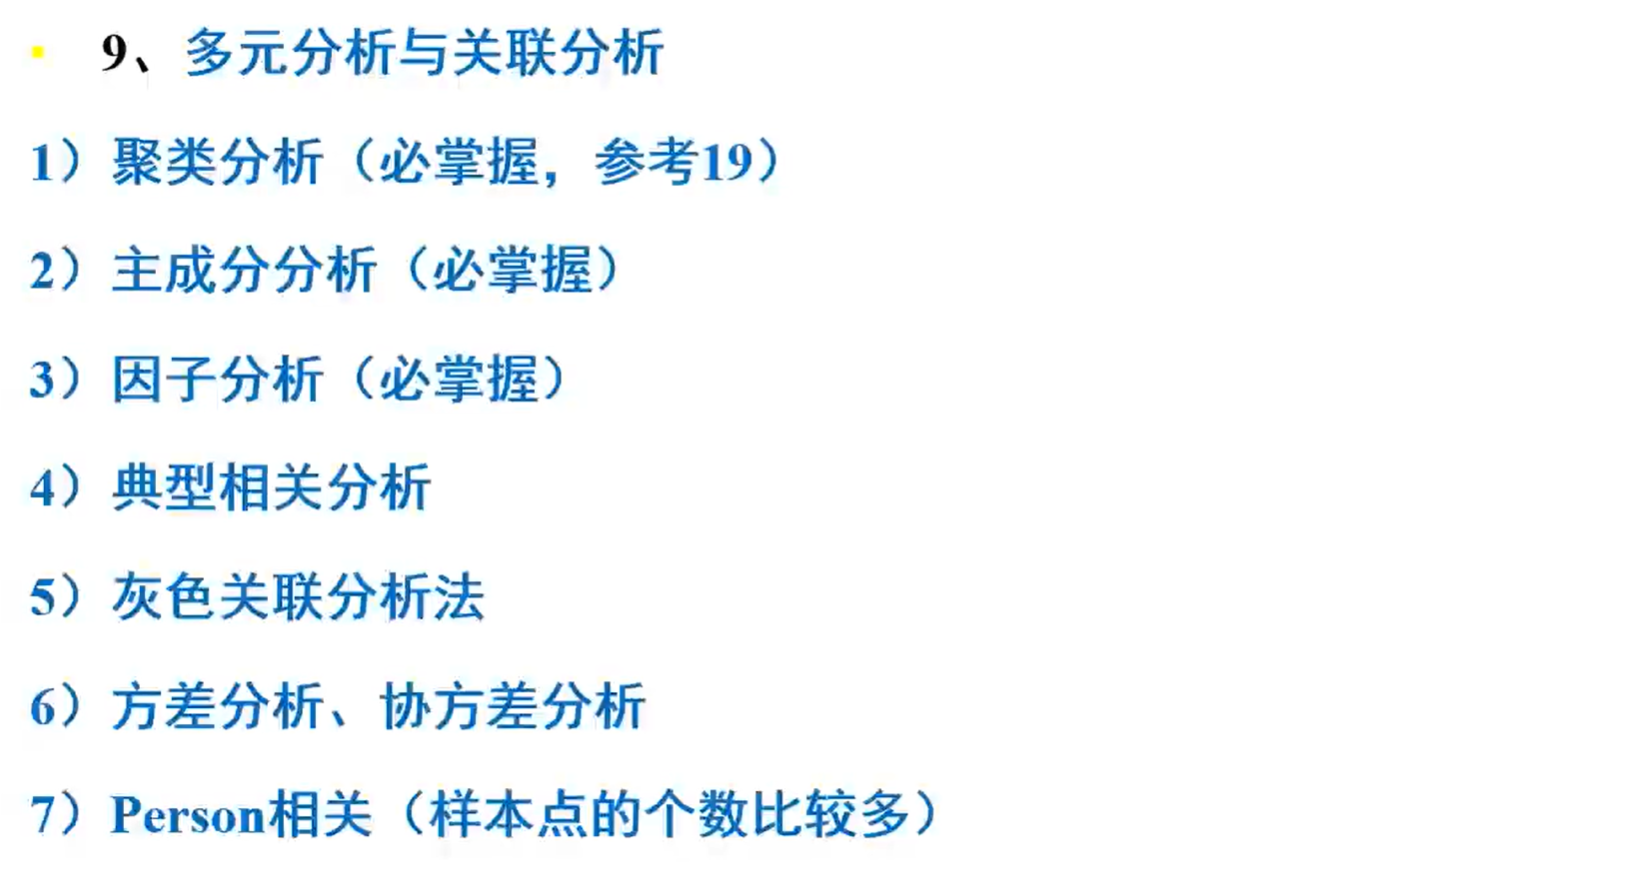 9、多元分析与关联分析
1）聚类分析（必掌握，参考19）
2）主成分分析（必掌握）
3）因子分析（必掌握）
4）典型相关分析
5）灰色关联分析法
6）方差分析、协方差分析
7）Person相关（样本点的个数比较多）